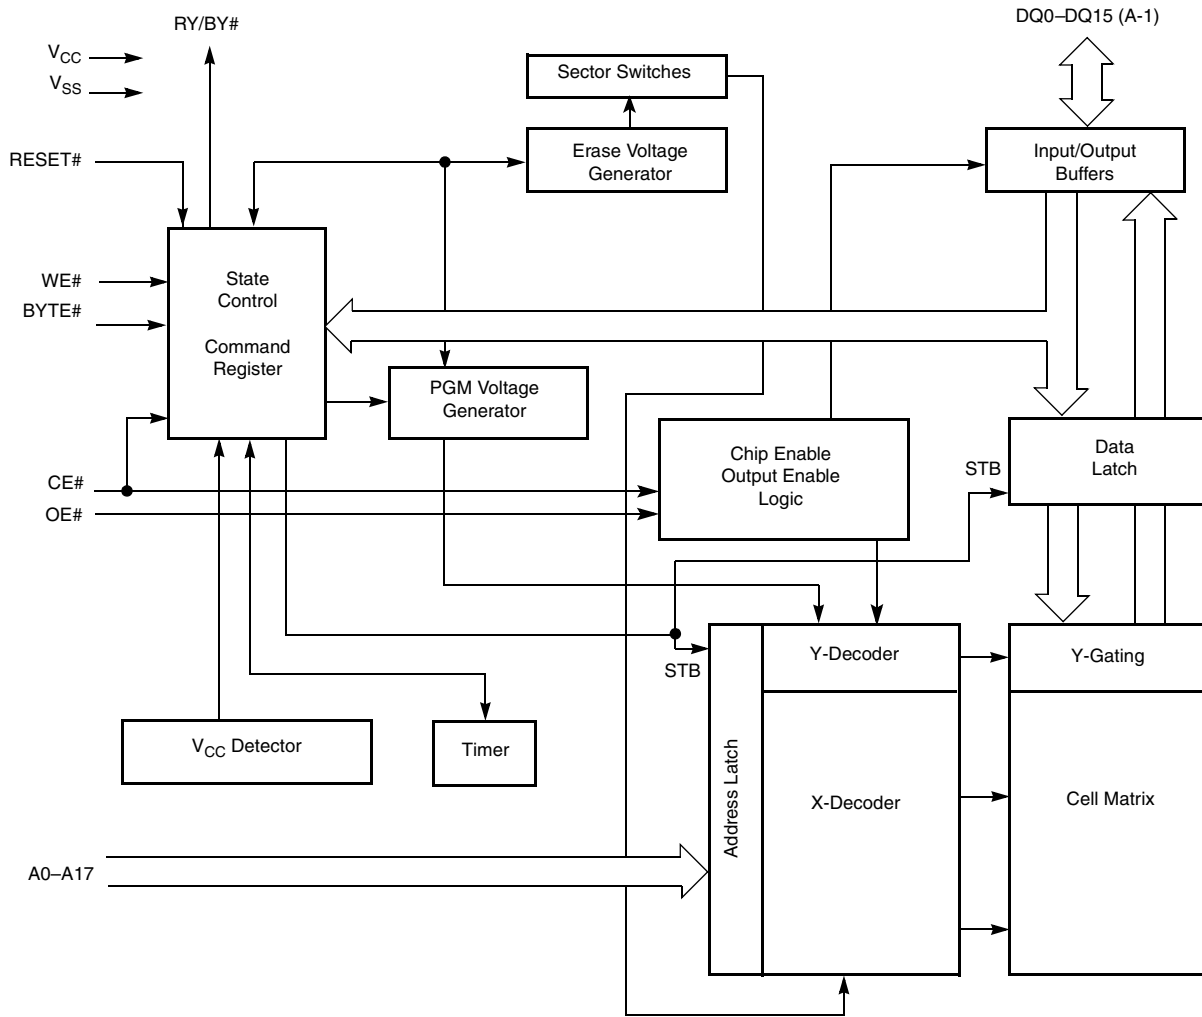 RY/BY#
DQ0–DQ15 (A-1)
VCC
VSS
Sector Switches
RESET#
Erase Voltage
Generator
Input/Output
Buffers
WE#
BYTE#
State
Control
Command
Register
PGM Voltage
Generator
Chip Enable
Output Enable
Logic
Data
Latch
STB
CE#
OE#
STB
Y-Decoder
Y-Gating
VCC Detector
Timer
Address Latch
X-Decoder
Cell Matrix
A0–A17